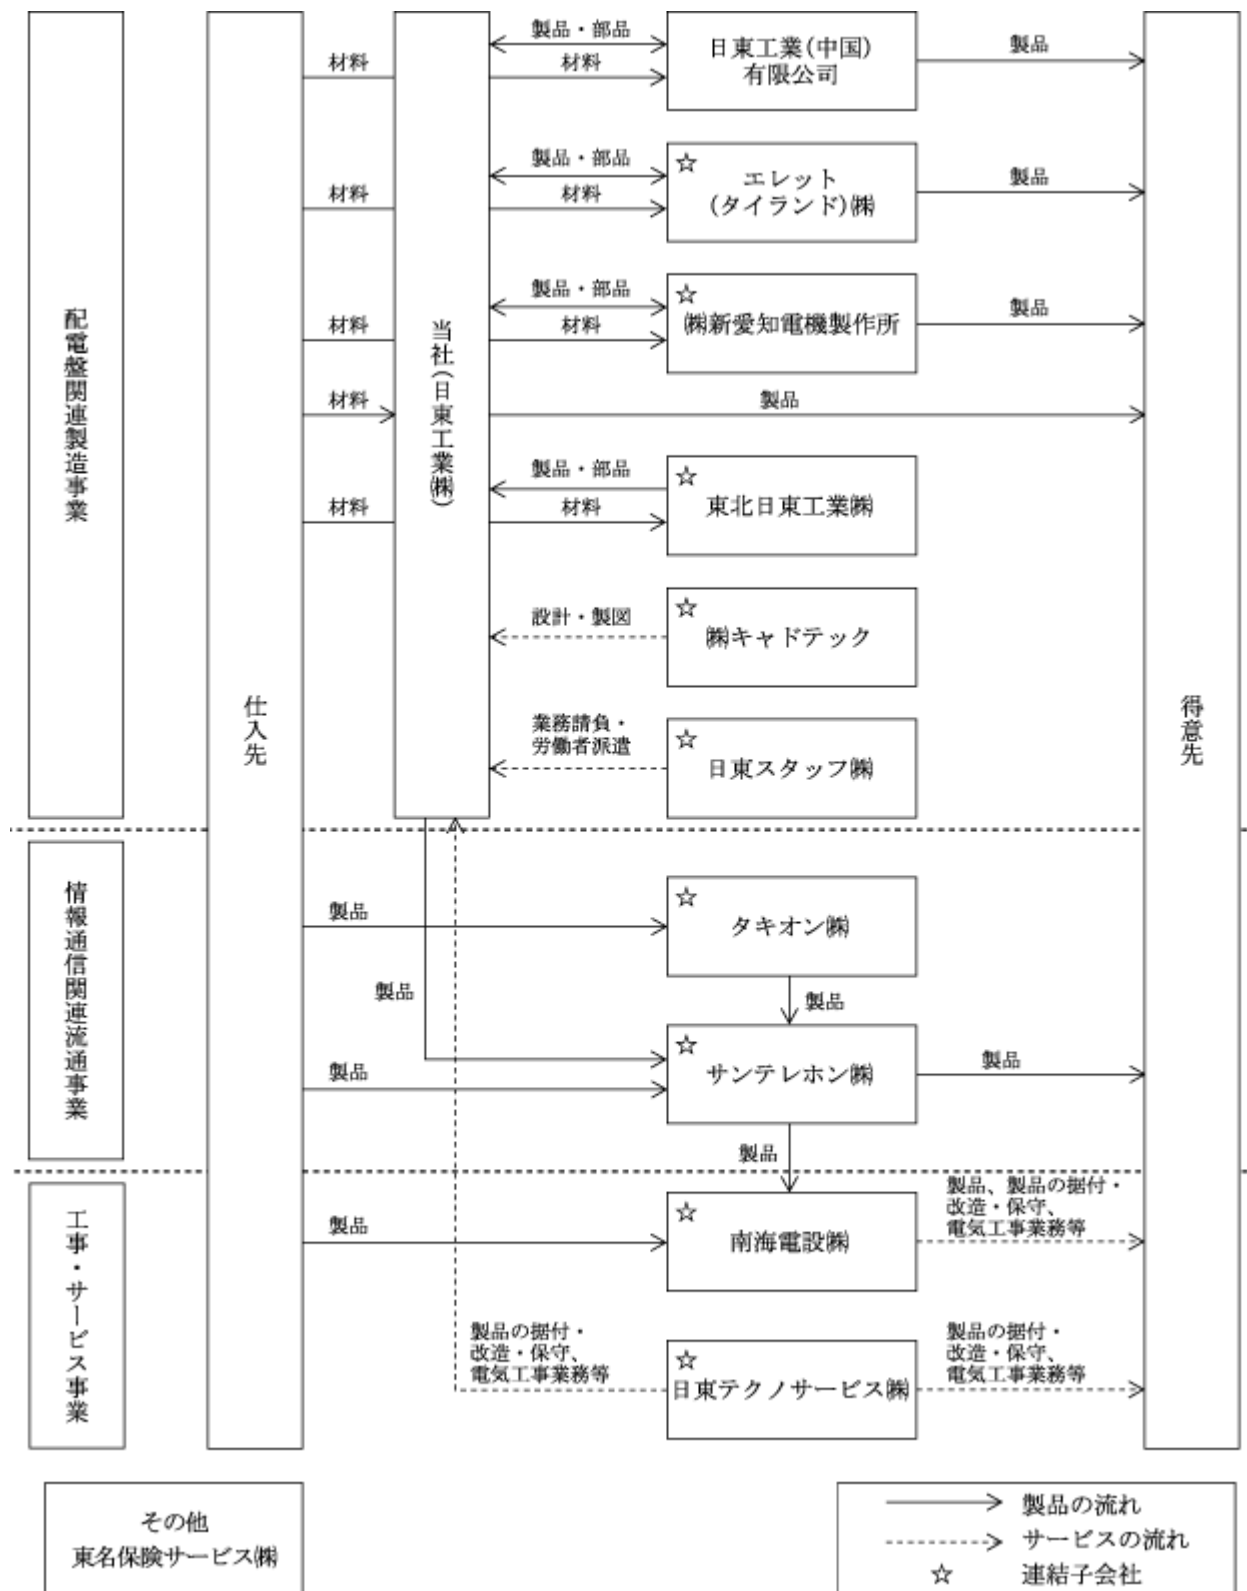 配電盤関連製造事業
仕入先
当社(日東工業㈱)
得意先
材料
製品・部品
材料
日東工業(中国)
有限公司
製品
材料
製品・部品
材料
☆
エレット
(タイランド)㈱
製品
材料
製品・部品
材料
☆
㈱新愛知電機製作所
製品
材料
製品
材料
製品・部品
材料
☆
東北日東工業㈱
設計・製図
☆
㈱キャドテック
業務請負・
労働者派遣
☆
日東スタッフ㈱
情報通信関連流通事業
製品
☆
タキオン㈱
製品
製品
製品
☆
サンテレホン㈱
製品
製品
工事・サービス事業
製品
☆
南海電設㈱
製品、製品の据付・
改造・保守、
電気工事業務等
製品の据付・
改造・保守、
電気工事業務等
☆
日東テクノサービス㈱
製品の据付・
改造・保守、
電気工事業務等
その他
東名保険サービス㈱
製品の流れ
サービスの流れ
☆ 連結子会社